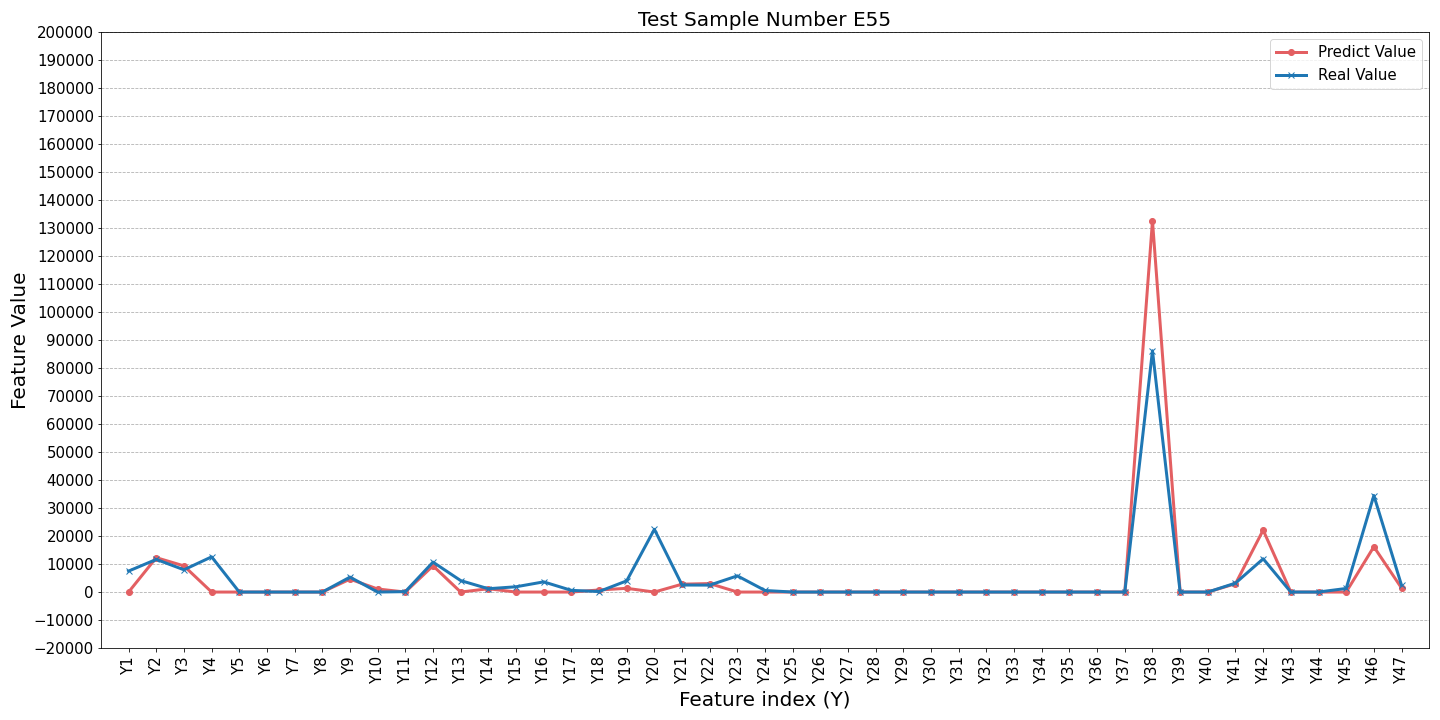 Test Sample Number E55
Predict Value
Real Value
Feature Value
200000
190000
180000
170000
160000
150000
140000
130000
120000
110000
100000
90000
80000
70000
60000
50000
40000
30000
20000
10000
0
−10000
−20000
Y1
Y2
Y3
Y4
Y5
Y6
Y7
Y8
Y9
Y10
Y11
Y12
Y13
Y14
Y15
Y16
Y17
Y18
Y19
Y20
Y21
Y22
Y23
Y24
Y25
Y26
Y27
Y28
Y29
Y30
Y31
Y32
Y33
Y34
Y35
Y36
Y37
Y38
Y39
Y40
Y41
Y42
Y43
Y44
Y45
Y46
Y47
Feature index (Y)